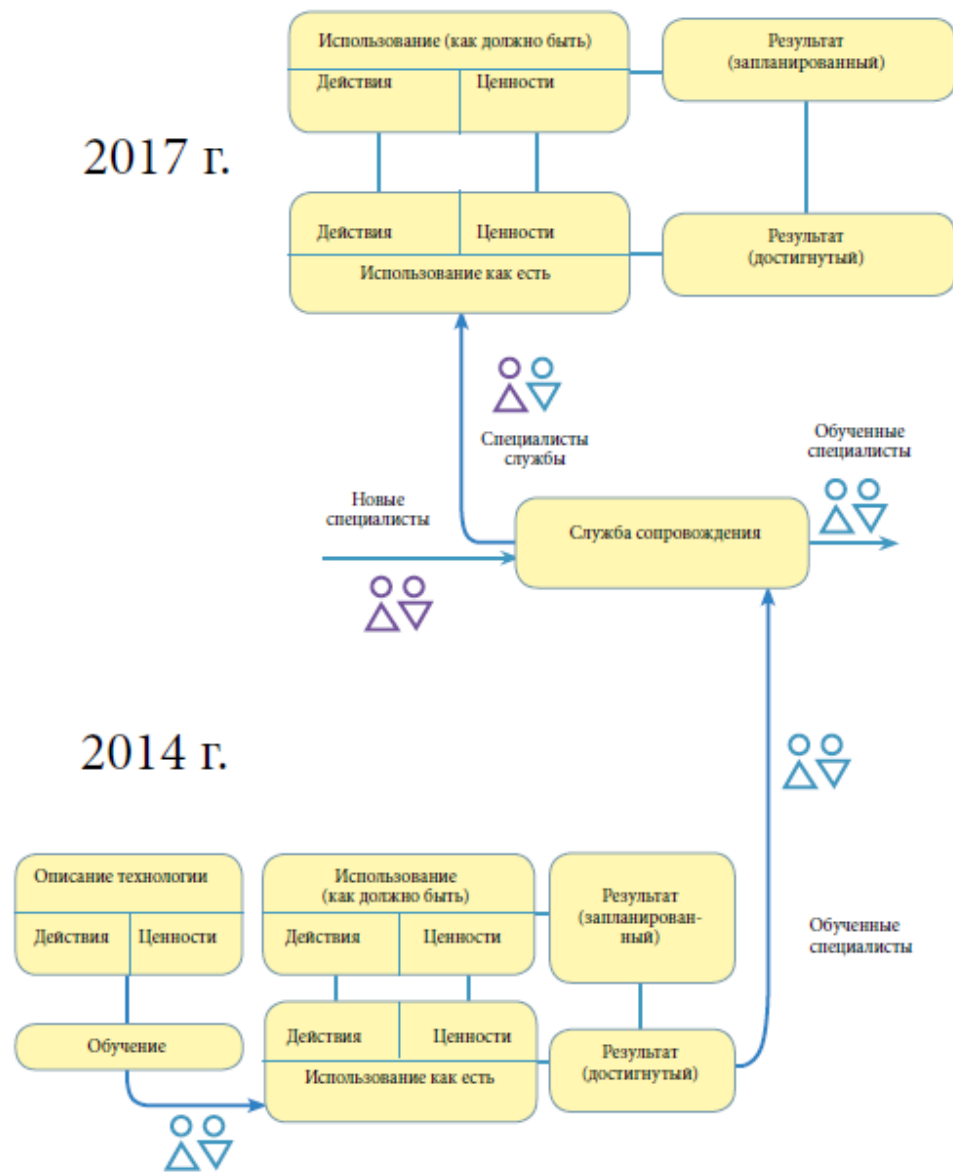 Использование (как должно быть)
Действия
Ценности
Результат
(запланированный)
2017 г.
Действия
Ценности
Использование как есть
Результат
(достигнутый)
Специалисты
службы
Обученные
специалисты
Новые
специалисты
Служба сопровождения
2014 г.
Описание технологии
Действия
Ценности
Использование
(как должно быть)
Действия
Ценности
Результат
(запланирован-
ный)
Обученные
специалисты
Обучение
Действия
Ценности
Использование как есть
Результат
(достигнутый)